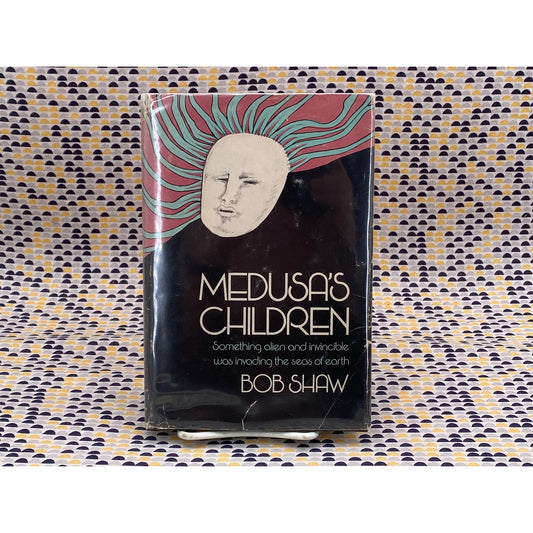 MEDUSA'S
CHILDREN
Something alien and invincible
was invading the seas of earth
BOB SHAW